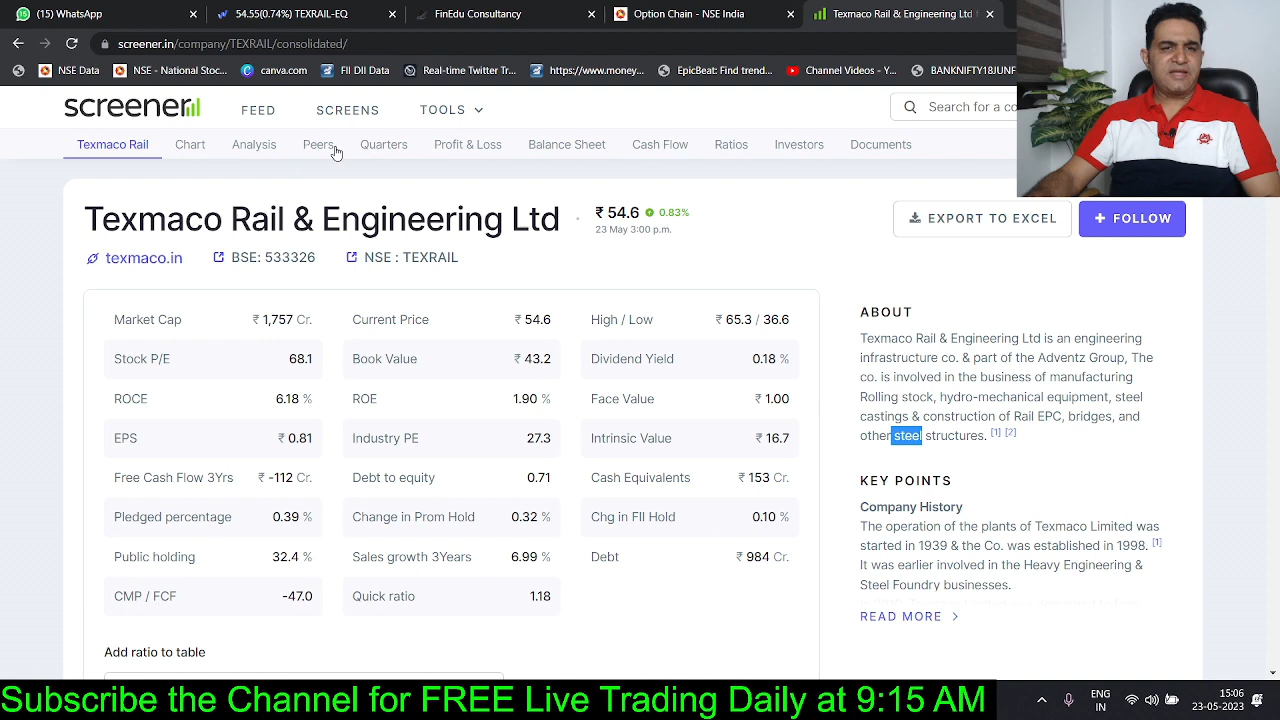 54.55(0.74%) TEJRAIL-EQ
Findu Consultancy
Option Chain - NSE India
Texmaco Rail & Engineering Ltd
screener.in/company/TEXRAIL/consolidated/
NSE Data
NSE - National Stoc...
canva.com
FII DII Data
Real-time Intra-Tr...
https://www.money...
EpicBeat: Find end...
Channel Videos - Y...
BANKNIFTY18JUNF
screener
FEED
SCREENS
TOOLS
Search for a co
Texmaco Rail
Chart
Analysis
Peers
Quarters
Profit & Loss
Balance Sheet
Cash Flow
Ratios
Investors
Documents
Texmaco Rail & Engineering Ltd
₹ 54.6 0.83%
23 May 3:00 p.m.
EXPORT TO EXCEL
FOLLOW
texmaco.in
BSE: 533326
NSE : TEXRAIL
Market Cap ₹ 1,757 Cr.
Current Price ₹ 54.6
High / Low ₹ 65.3 / 36.6
Stock P/E 68.1
Book Value ₹ 43.2
Dividend Yield 0.18 %
ROCE 6.18 %
ROE 1.90 %
Face Value ₹ 1.00
EPS ₹ 0.81
Industry PE 27.3
Intrinsic Value ₹ 16.7
Free Cash Flow 3Yrs ₹ -112 Cr.
Debt to equity 0.71
Cash Equivalents ₹ 153 Cr.
Pledged percentage 0.39 %
Change in Prom Hold 0.32 %
Chg in FII Hold 0.10 %
Public holding 32.4 %
Sales growth 3Years 6.99 %
Debt ₹ 984 Cr.
CMP / FCF -47.0
Quick ratio 1.18
Add ratio to table
ABOUT
Texmaco Rail & Engineering Ltd is an engineering
infrastructure co. & part of the Adventz Group, The
co. is involved in the business of manufacturing
Rolling stock, hydro-mechanical equipment, steel
castings & construction of Rail EPC, bridges, and
other steel structures. [1] [2]
KEY POINTS
Company History
The operation of the plants of Texmaco Limited was
started in 1939 & the Co. was established in 1998. [1]
It was earlier involved in the Heavy Engineering &
Steel Foundry businesses.
READ MORE
Subscribe the Channel for FREE Live Trading Daily at 9:15 AM
ENG
IN
15:06
23-05-2023